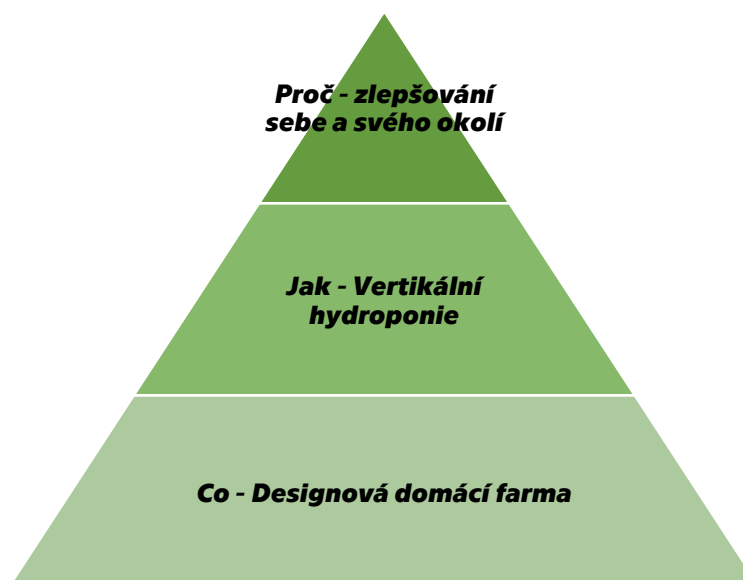 Proč - zlepšování
sebe a svého okolí
Jak - Vertikální
hydroponie
Co - Designová domácí farma